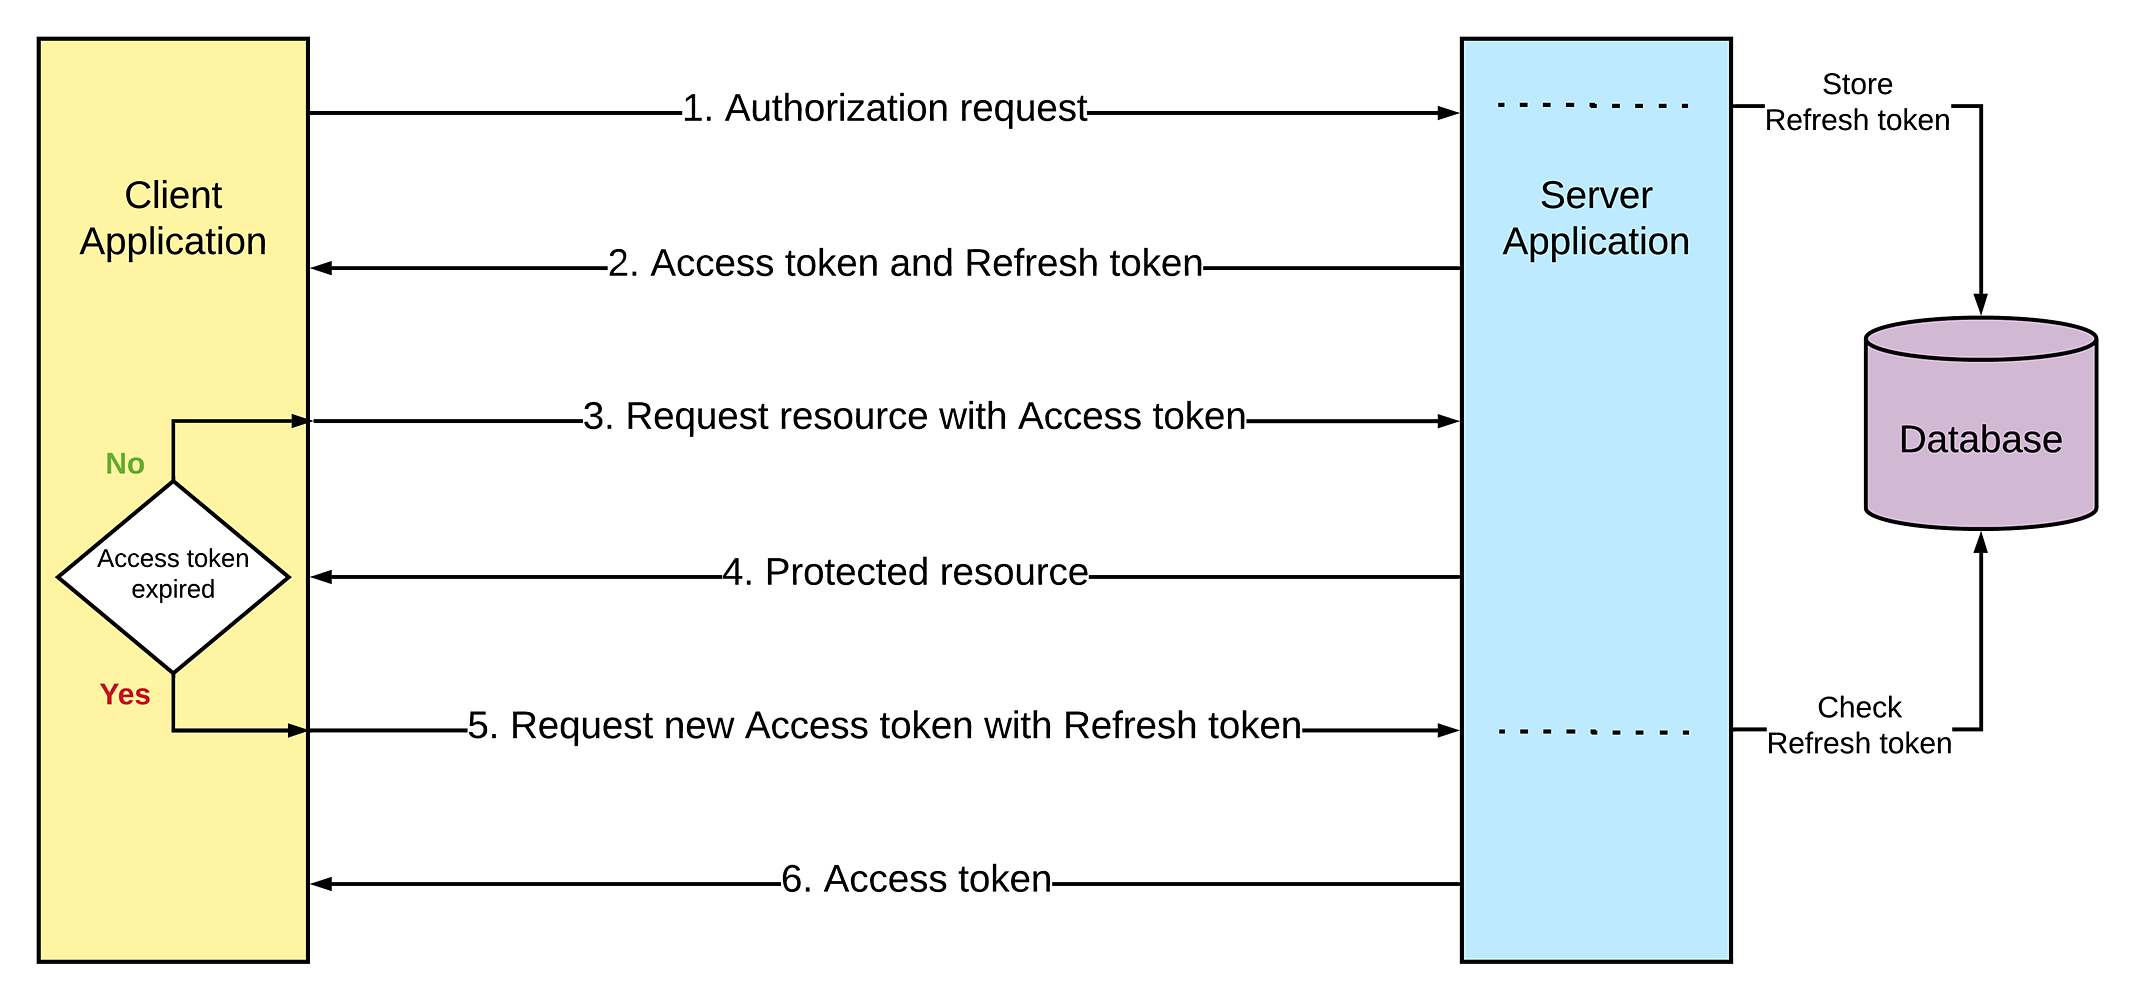 1. Authorization request
Store
Refresh token
Client
Application
Server
Application
2. Access token and Refresh token
3. Request resource with Access token
No
Database
Access token
expired
4. Protected resource
Yes
5. Request new Access token with Refresh token
Check
Refresh token
6. Access token